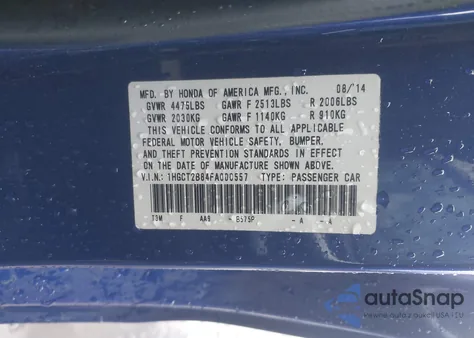 MFD. BY HONDA OF AMERICA MFG., INC. 08/14
GVWR 4475LBS GAWR F 2513LBS R 2006LBS
GVWR 2030KG GAWR F 1140KG R 910KG
THIS VEHICLE CONFORMS TO ALL APPLICABLE
FEDERAL MOTOR VEHICLE SAFETY, BUMPER,
AND THEFT PREVENTION STANDARDS IN EFFECT
ON THE DATE OF MANUFACTURE SHOWN ABOVE.
V.I.N.: 1HGCT2B84FA000557 TYPE: PASSENGER CAR
F AA9 - B575P - A - A
autoSnap